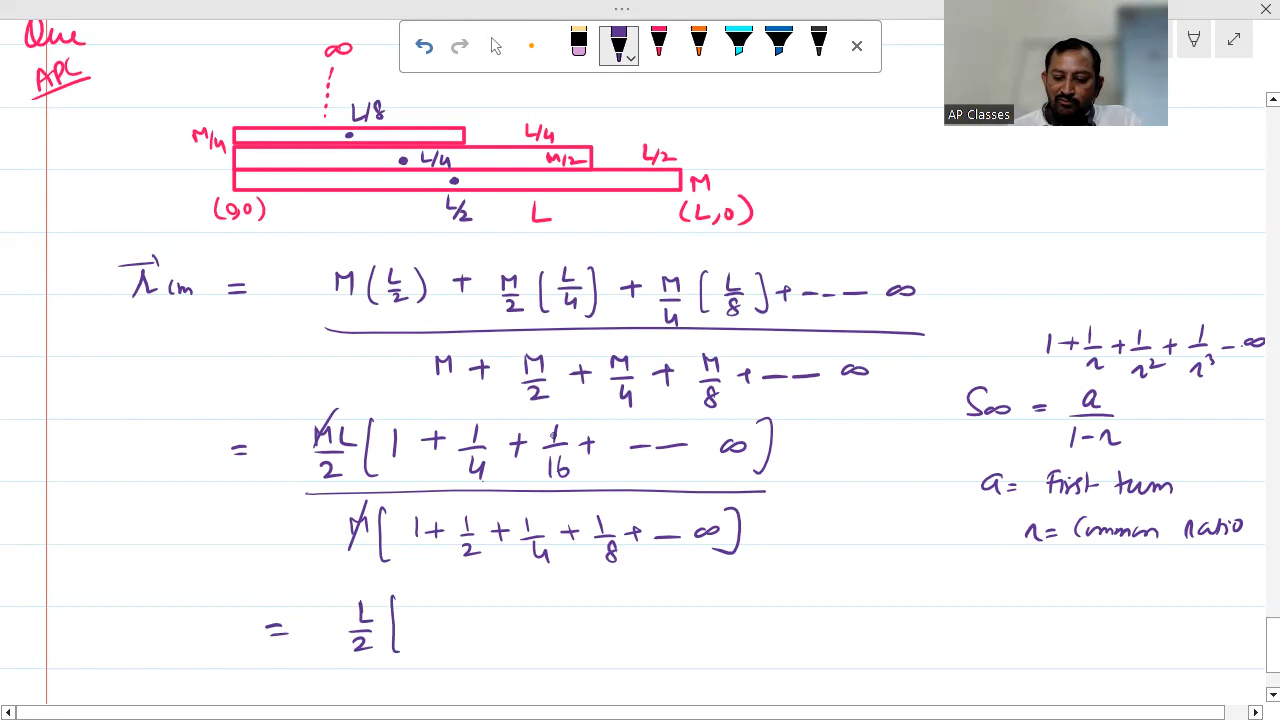 Que
APC
∞
L/8
M/4 L/4
L/4 M/2 L/2
M
(0,0) L/2 L (L,0)
r⃗cm = M(L/2) + M/2 [L/4] + M/4 [L/8] + --- ∞
M + M/2 + M/4 + M/8 + --- ∞
1 + 1/r + 1/r² + 1/r³ -- ∞
S∞ = a/1-r
= ML/2 [1 + 1/4 + 1/16 + --- ∞]
M[1 + 1/2 + 1/4 + 1/8 + -- ∞]
a = First term
r = Common ratio
= L/2 [
AP Classes